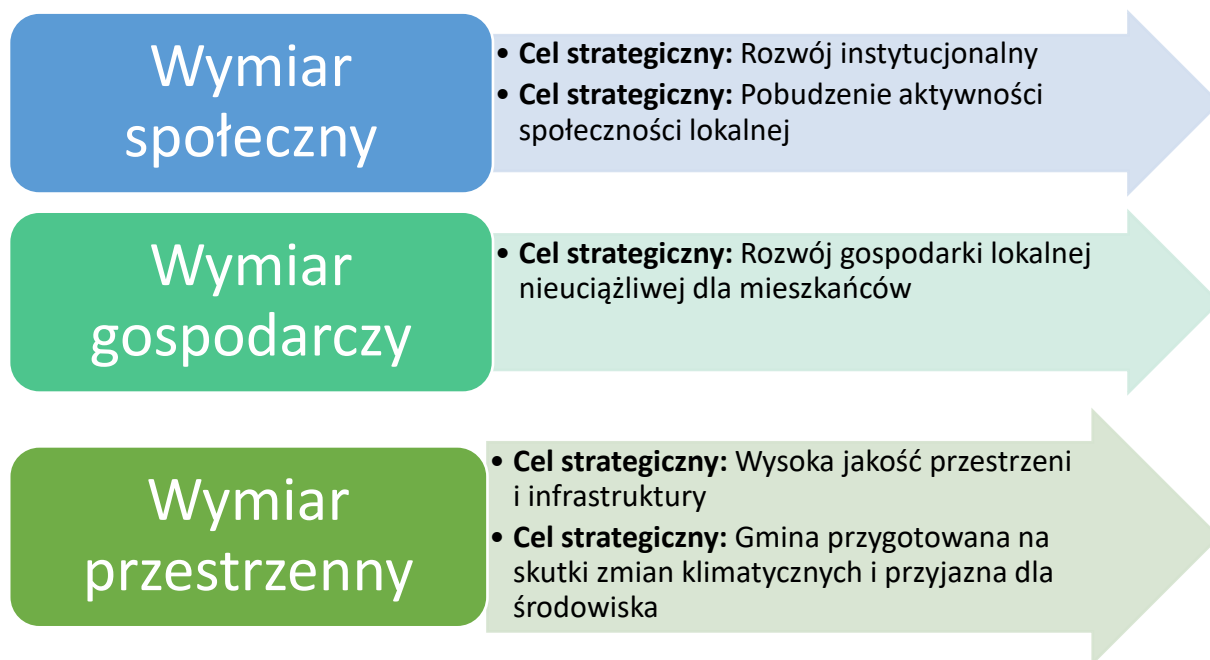 Wymiar
społeczny
• Cel strategiczny: Rozwój instytucjonalny
• Cel strategiczny: Pobudzenie aktywności
społeczności lokalnej
Wymiar
gospodarczy
• Cel strategiczny: Rozwój gospodarki lokalnej
nieuciążliwej dla mieszkańców
Wymiar
przestrzenny
• Cel strategiczny: Wysoka jakość przestrzeni
i infrastruktury
• Cel strategiczny: Gmina przygotowana na
skutki zmian klimatycznych i przyjazna dla
środowiska